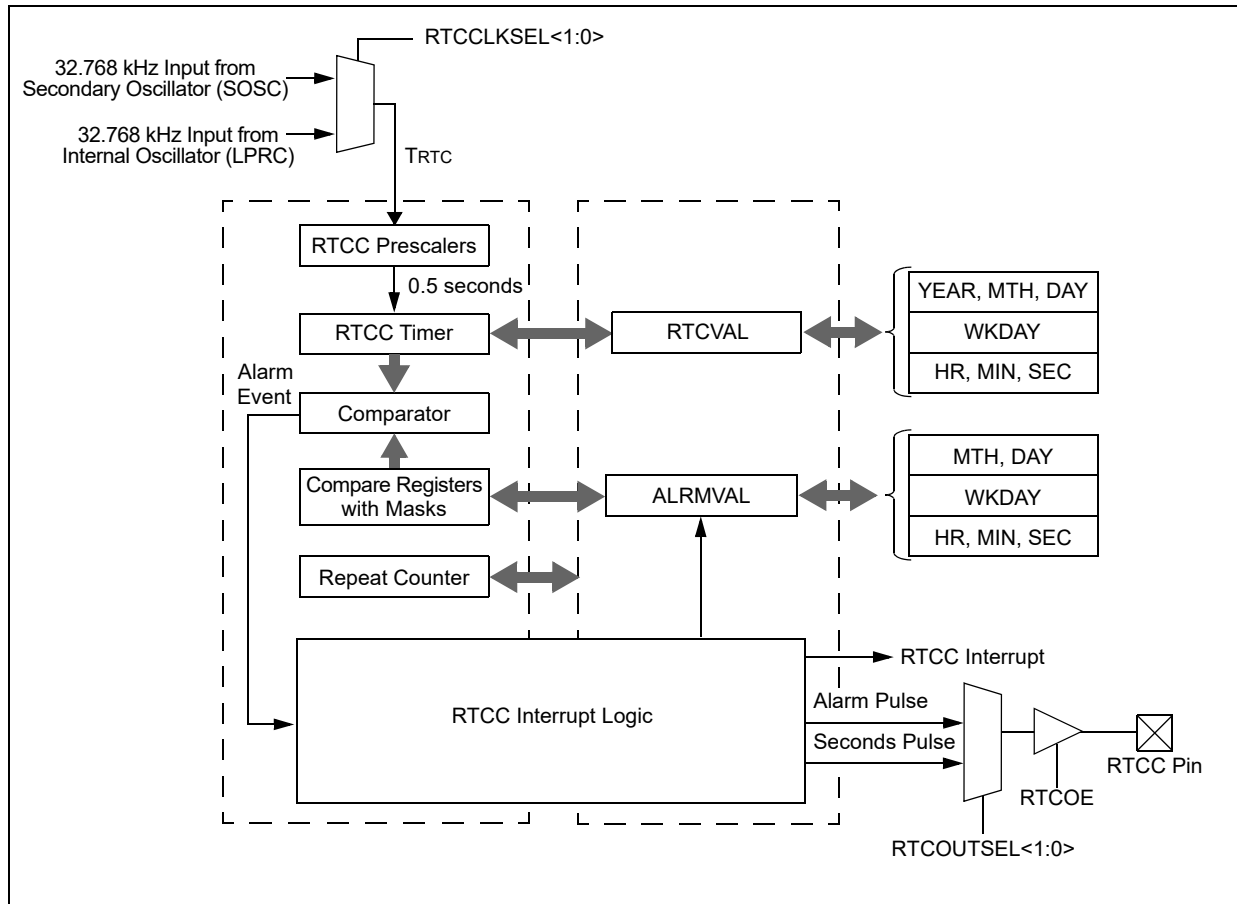 RTCCLKSEL<1:0>
32.768 kHz Input from
Secondary Oscillator (SOSC)
32.768 kHz Input from
Internal Oscillator (LPRC)
TRTC
RTCC Prescalers
0.5 seconds
RTCC Timer
RTCVAL
YEAR, MTH, DAY
WKDAY
HR, MIN, SEC
Alarm
Event
Comparator
Compare Registers
with Masks
ALRMVAL
MTH, DAY
WKDAY
HR, MIN, SEC
Repeat Counter
RTCC Interrupt Logic
RTCC Interrupt
Alarm Pulse
Seconds Pulse
RTCC Pin
RTCOE
RTCOUTSEL<1:0>